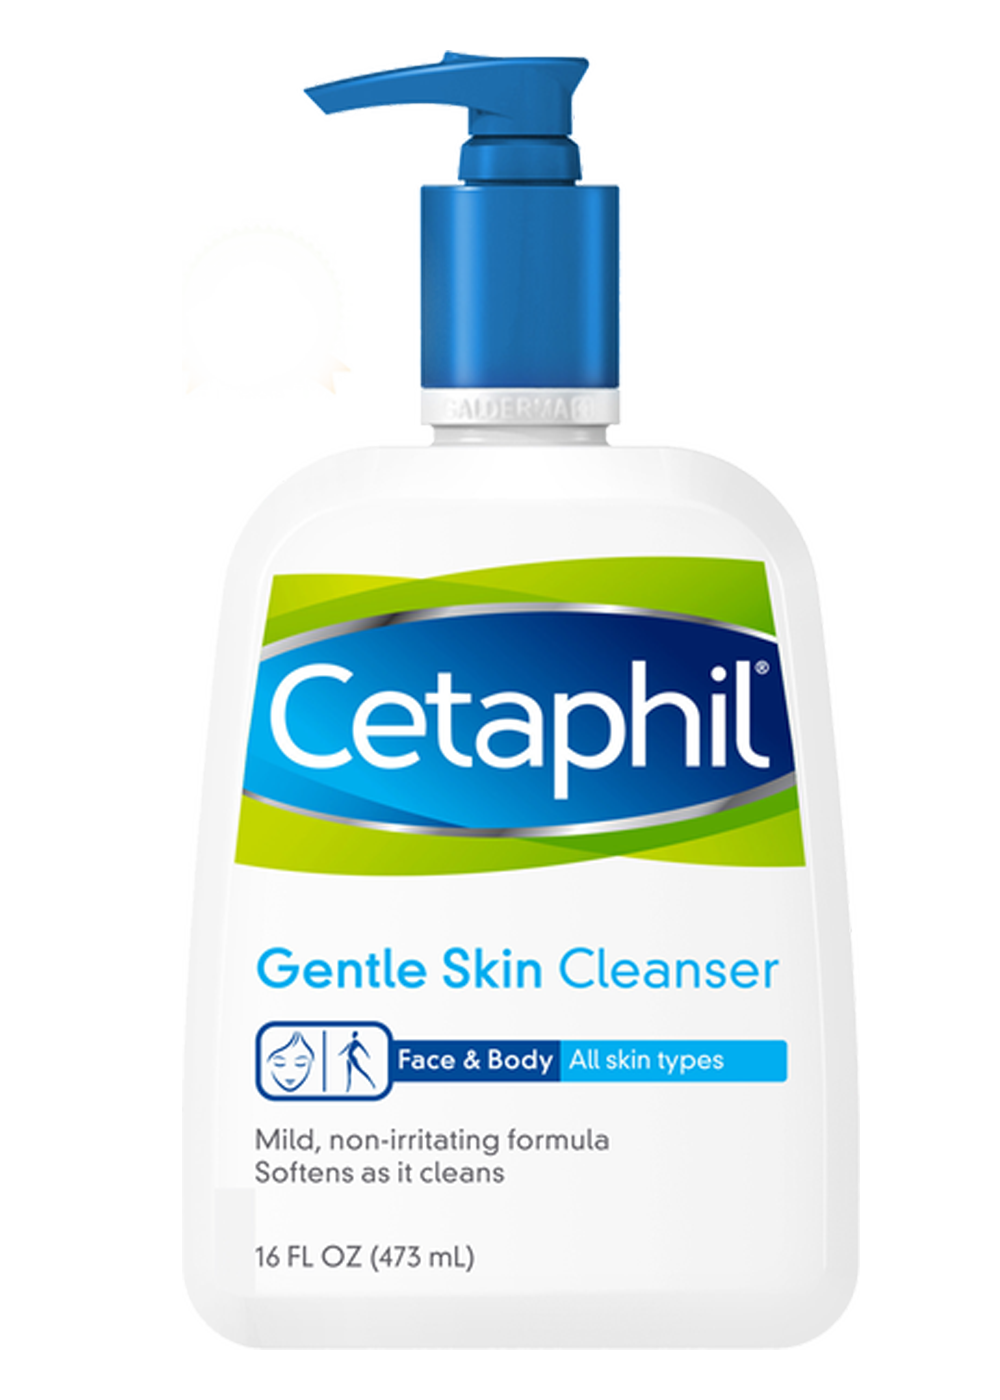 GALDERMA
Cetaphil®
Gentle Skin Cleanser
Face & Body All skin types
Mild, non-irritating formula
Softens as it cleans
16 FL OZ (473 mL)